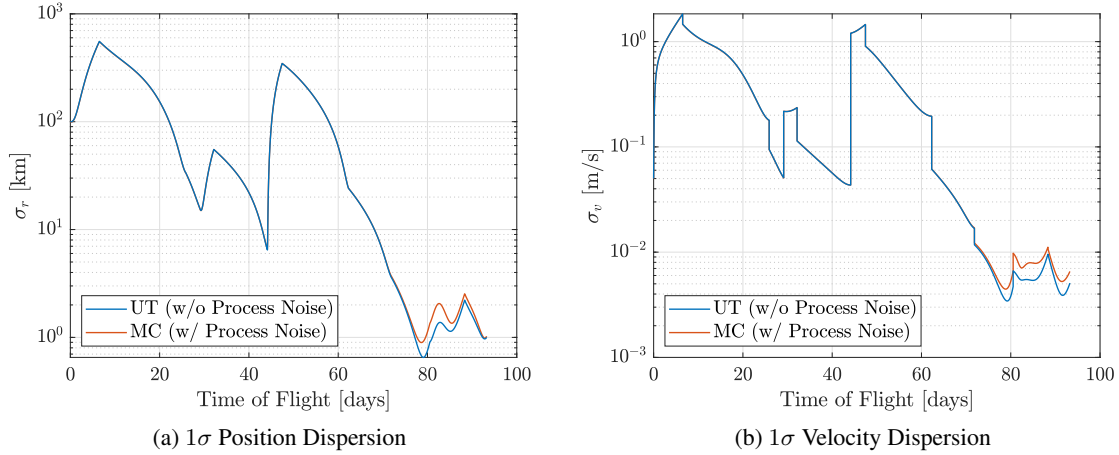 10^3
10^2
10^1
10^0
σ_r [km]
0 20 40 60 80 100
Time of Flight [days]
UT (w/o Process Noise)
MC (w/ Process Noise)
(a) 1σ Position Dispersion
10^0
10^{-1}
10^{-2}
10^{-3}
σ_v [m/s]
0 20 40 60 80 100
Time of Flight [days]
UT (w/o Process Noise)
MC (w/ Process Noise)
(b) 1σ Velocity Dispersion